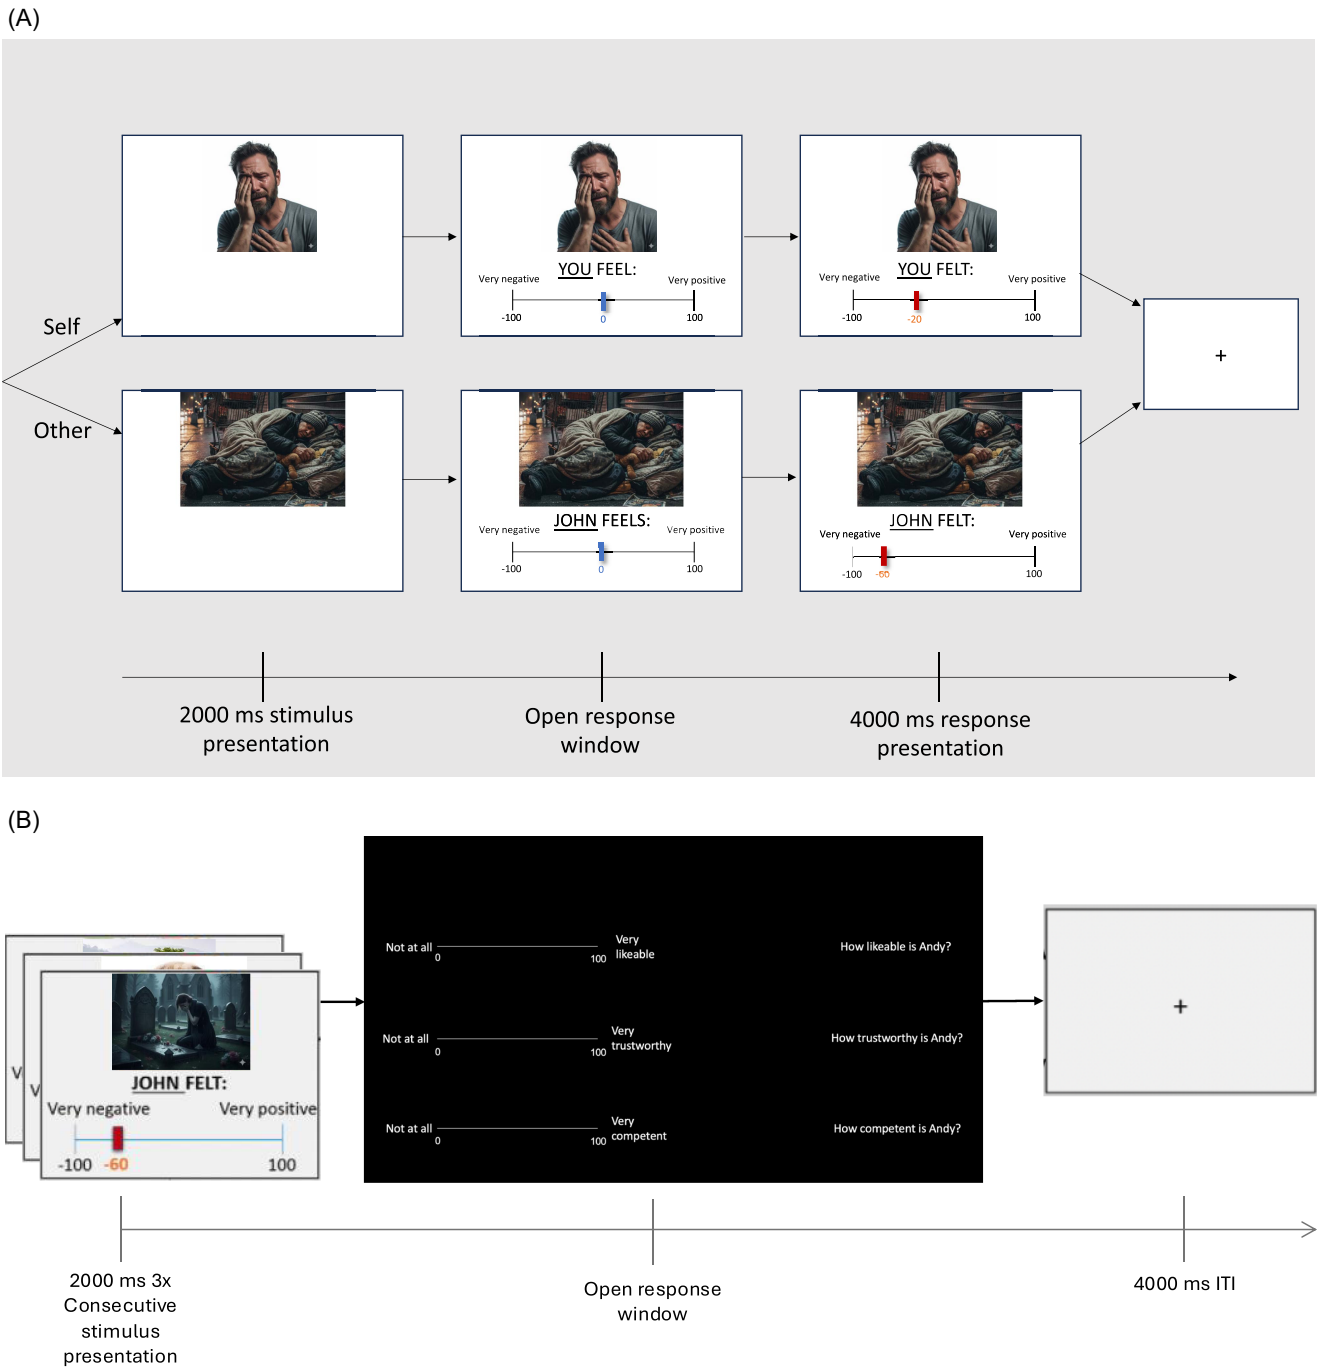 (A)
Self
YOU FEEL:
Very negative
Very positive
-100
0
100
YOU FELT:
Very negative
Very positive
-100
-20
100
+
Other
JOHN FEELS:
Very negative
Very positive
-100
0
100
JOHN FELT:
Very negative
Very positive
-100
-60
100
2000 ms stimulus
presentation
Open response
window
4000 ms response
presentation
(B)
V
V
JOHN FELT:
Very negative
Very positive
-100
-60
100
Not at all
0
100
Very
likeable
How likeable is Andy?
Not at all
0
100
Very
trustworthy
How trustworthy is Andy?
Not at all
0
100
Very
competent
How competent is Andy?
+
2000 ms 3x
Consecutive
stimulus
presentation
Open response
window
4000 ms ITI